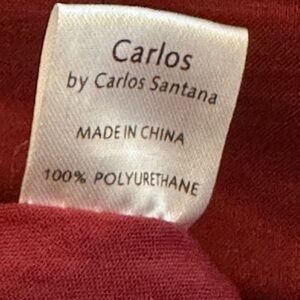 Carlos
by Carlos Santana
MADE IN CHINA
100% POLYURETHANE